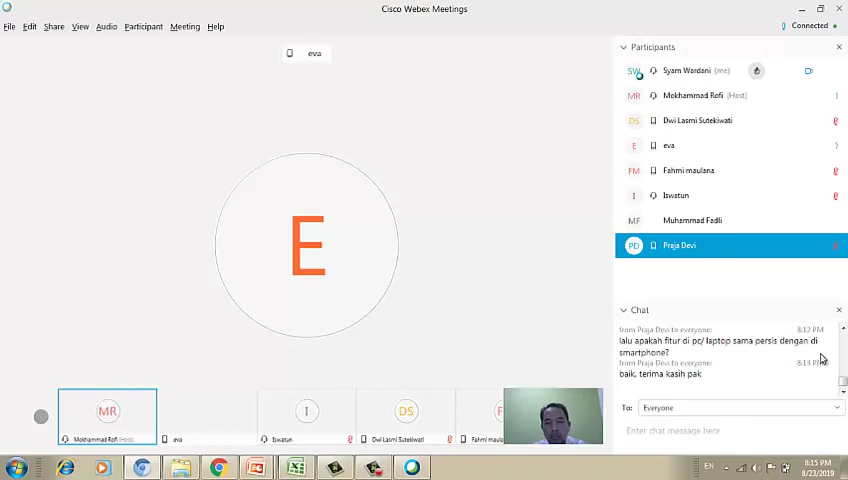 Cisco Webex Meetings
File Edit Share View Audio Participant Meeting Help
Connected
eva
E
Participants
SW Syam Wardani (me)
MR Mokhammad Rofi (Host)
DS Dwi Lasmi Sutekiwati
E eva
FM Fahmi maulana
I Iswatun
MF Muhammad Fadli
PD Praja Devi
Chat
from Praja Devi to everyone: 8:12 PM
lalu apakah fitur di pc/ laptop sama persis dengan di
smartphone?
from Praja Devi to everyone: 8:13 PM
baik, terima kasih pak
To: Everyone
Enter chat message here
MR I DS F
Mokhammad Rofi (Host) eva Iswatun Dwi Lasmi Sutekiwati Fahmi
EN 8:15 PM
8/23/2019